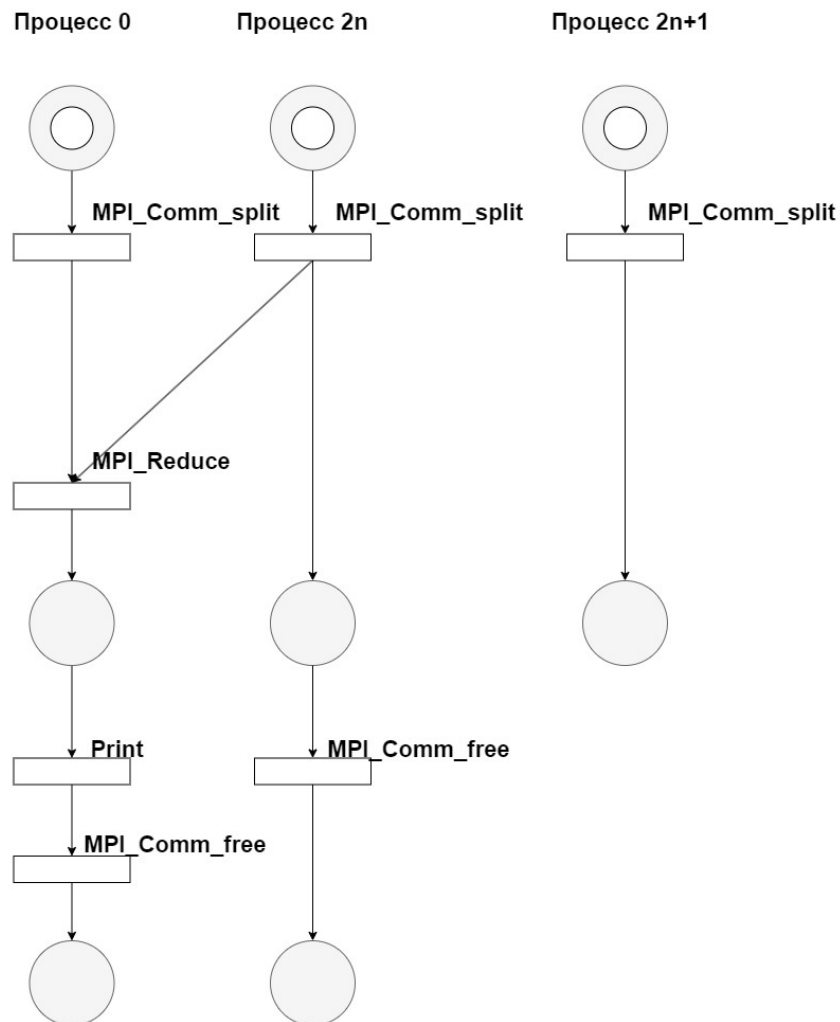 Процесс 0
Процесс 2n
Процесс 2n+1
MPI_Comm_split
MPI_Comm_split
MPI_Comm_split
MPI_Reduce
Print
MPI_Comm_free
MPI_Comm_free